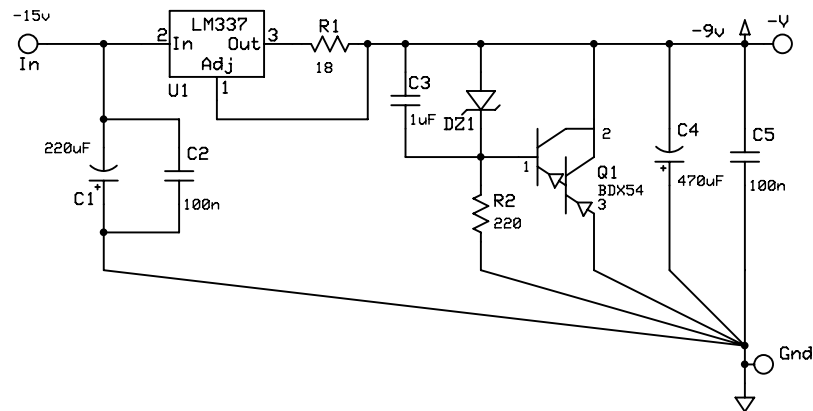 -15v
In
LM337
2
In
Out
3
Adj
U1
1
R1
18
-9v
-V
C3
1uF
DZ1
220uF
C1
+
C2
100n
1
2
3
Q1
BDX54
R2
220
C4
+
470uF
C5
100n
Gnd